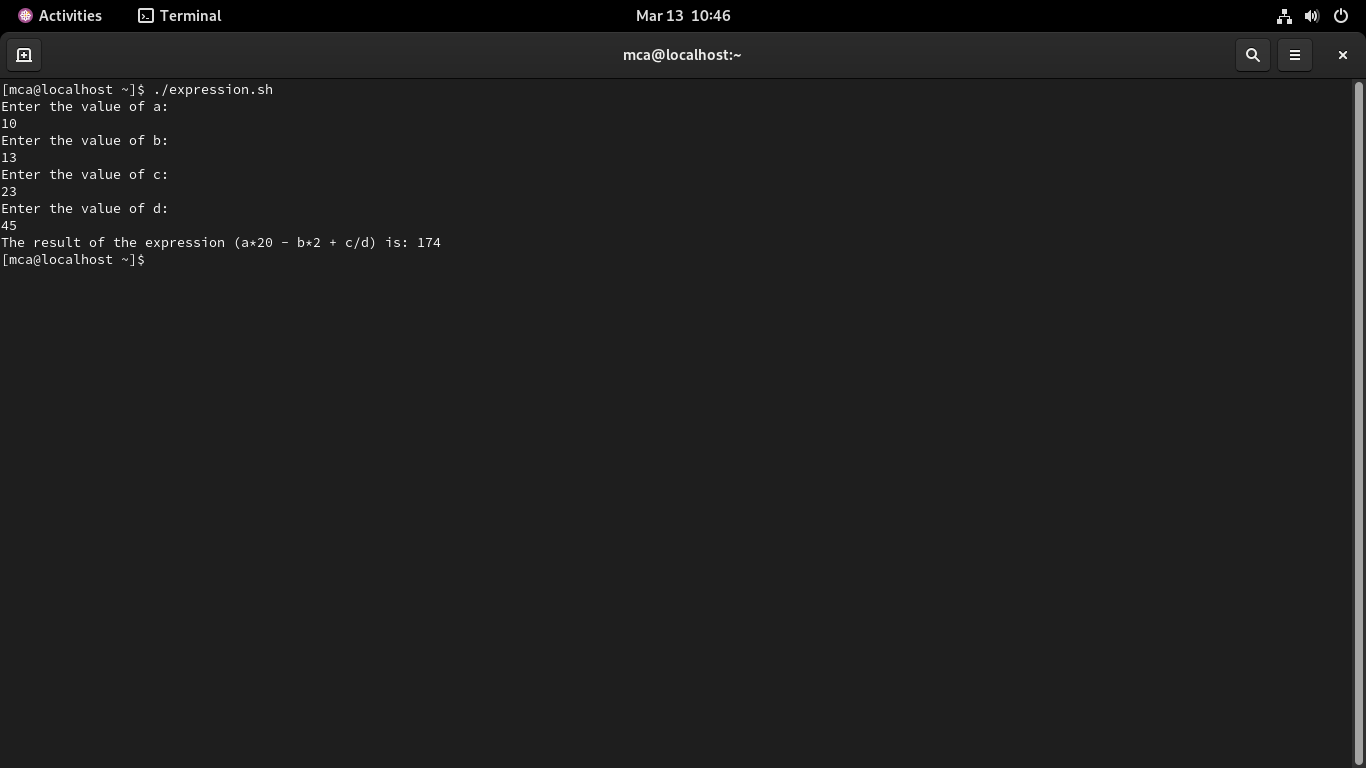 Activities Terminal Mar 13 10:46
mca@localhost:~
[mca@localhost ~]$ ./expression.sh
Enter the value of a:
10
Enter the value of b:
13
Enter the value of c:
23
Enter the value of d:
45
The result of the expression (a*20 - b*2 + c/d) is: 174
[mca@localhost ~]$